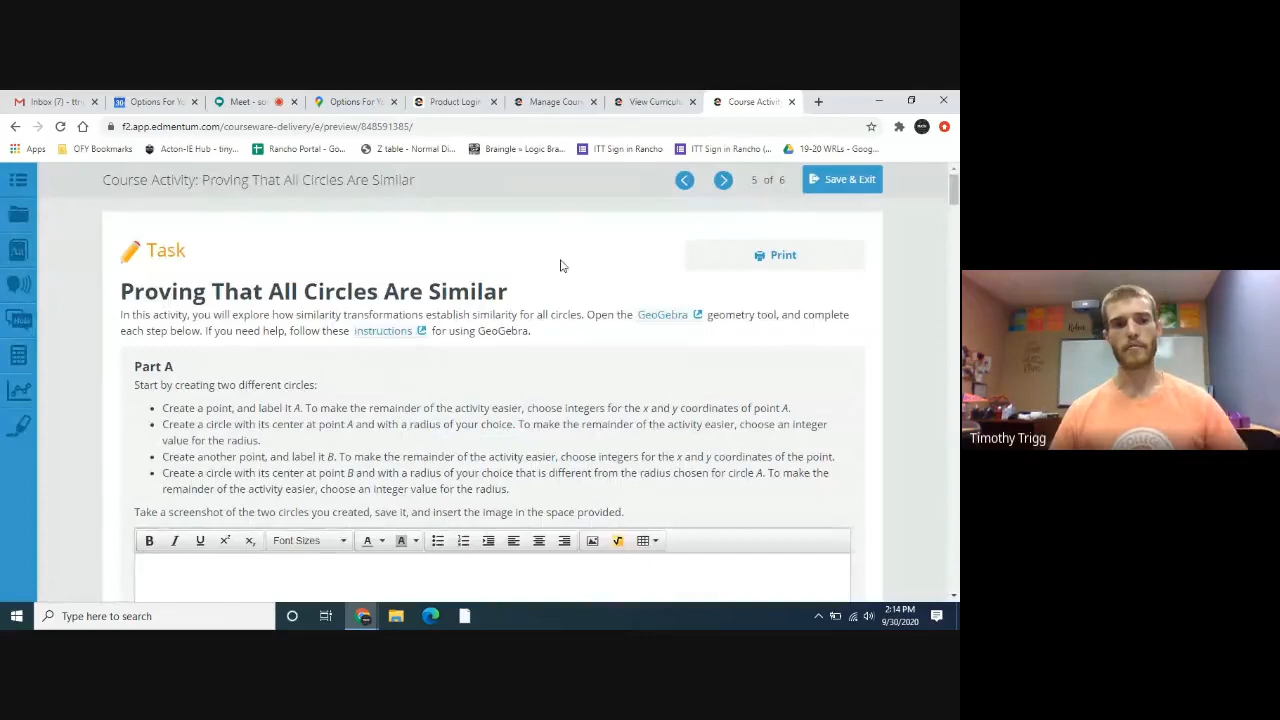 Inbox (7) - ttr
Options For Yo
Meet - so
Options For Yo
Product Login
Manage Cour
View Curricul
Course Activit
f2.app.edmentum.com/courseware-delivery/e/preview/848591385/
Apps
OFY Bookmarks
Acton-IE Hub - tiny...
Rancho Portal - Go...
Z table - Normal Di...
Braingle » Logic Bra...
ITT Sign in Rancho
ITT Sign in Rancho (...
19-20 WRLs - Goog...
Course Activity: Proving That All Circles Are Similar
5 of 6
Save & Exit
Task
Print
Proving That All Circles Are Similar
In this activity, you will explore how similarity transformations establish similarity for all circles. Open the GeoGebra geometry tool, and complete
each step below. If you need help, follow these instructions for using GeoGebra.
Part A
Start by creating two different circles:
• Create a point, and label it A. To make the remainder of the activity easier, choose integers for the x and y coordinates of point A.
• Create a circle with its center at point A and with a radius of your choice. To make the remainder of the activity easier, choose an integer
value for the radius.
• Create another point, and label it B. To make the remainder of the activity easier, choose integers for the x and y coordinates of the point.
• Create a circle with its center at point B and with a radius of your choice that is different from the radius chosen for circle A. To make the
remainder of the activity easier, choose an integer value for the radius.
Take a screenshot of the two circles you created, save it, and insert the image in the space provided.
B I U X² X₂ Font Sizes A A
Type here to search
2:14 PM
9/30/2020
Timothy Trigg